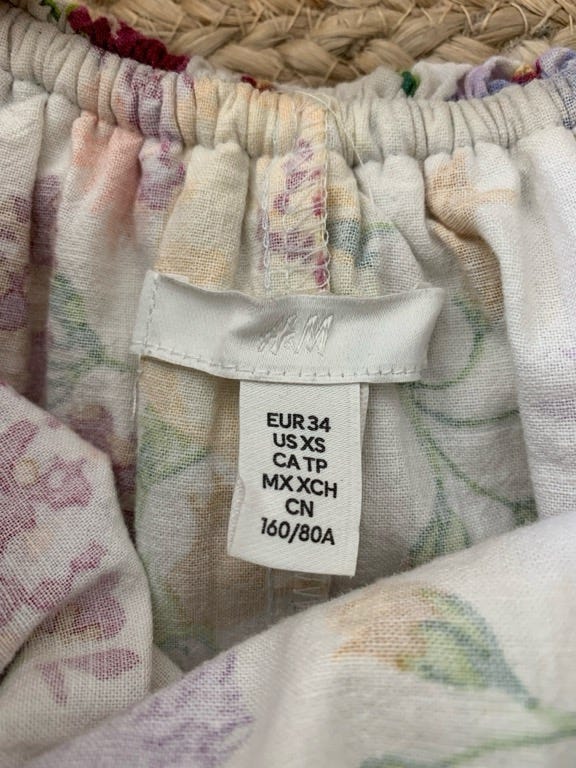 H&M
EUR 34
US XS
CA TP
MX XCH
CN
160/80A